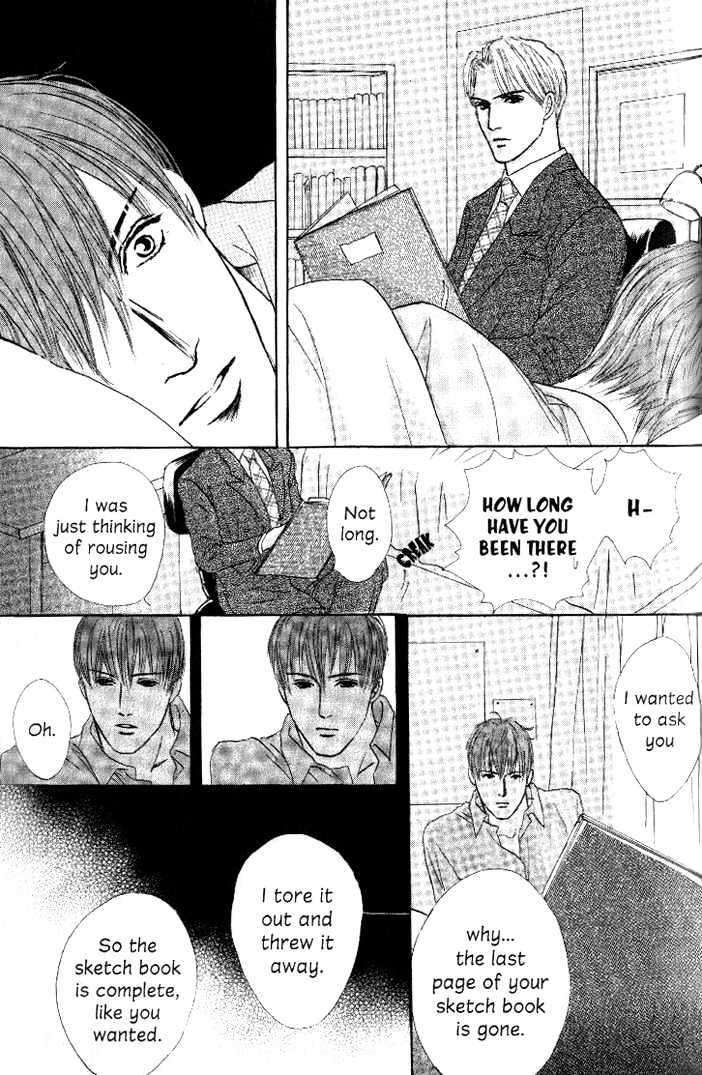 H-
HOW LONG
HAVE YOU
BEEN THERE
...?!
Not
long.
I was
just thinking
of rousing
you.
I wanted
to ask
you
why...
the last
page of your
sketch book
is gone.
Oh.
I tore it
out and
threw it
away.
So the
sketch book
is complete,
like you
wanted.